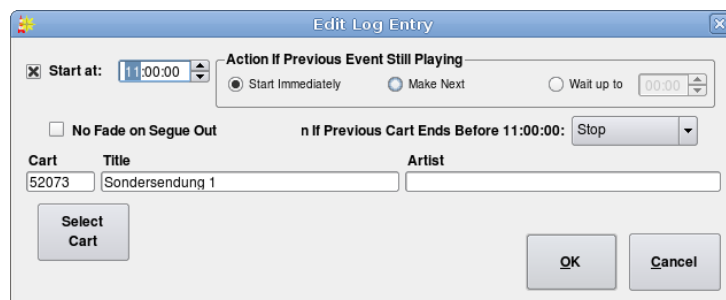 Edit Log Entry
Action If Previous Event Still Playing
Start at: 11:00:00 Start Immediately Make Next Wait up to 00:00
No Fade on Segue Out n If Previous Cart Ends Before 11:00:00: Stop
Cart Title Artist
52073 Sondersendung 1
Select
Cart
OK Cancel